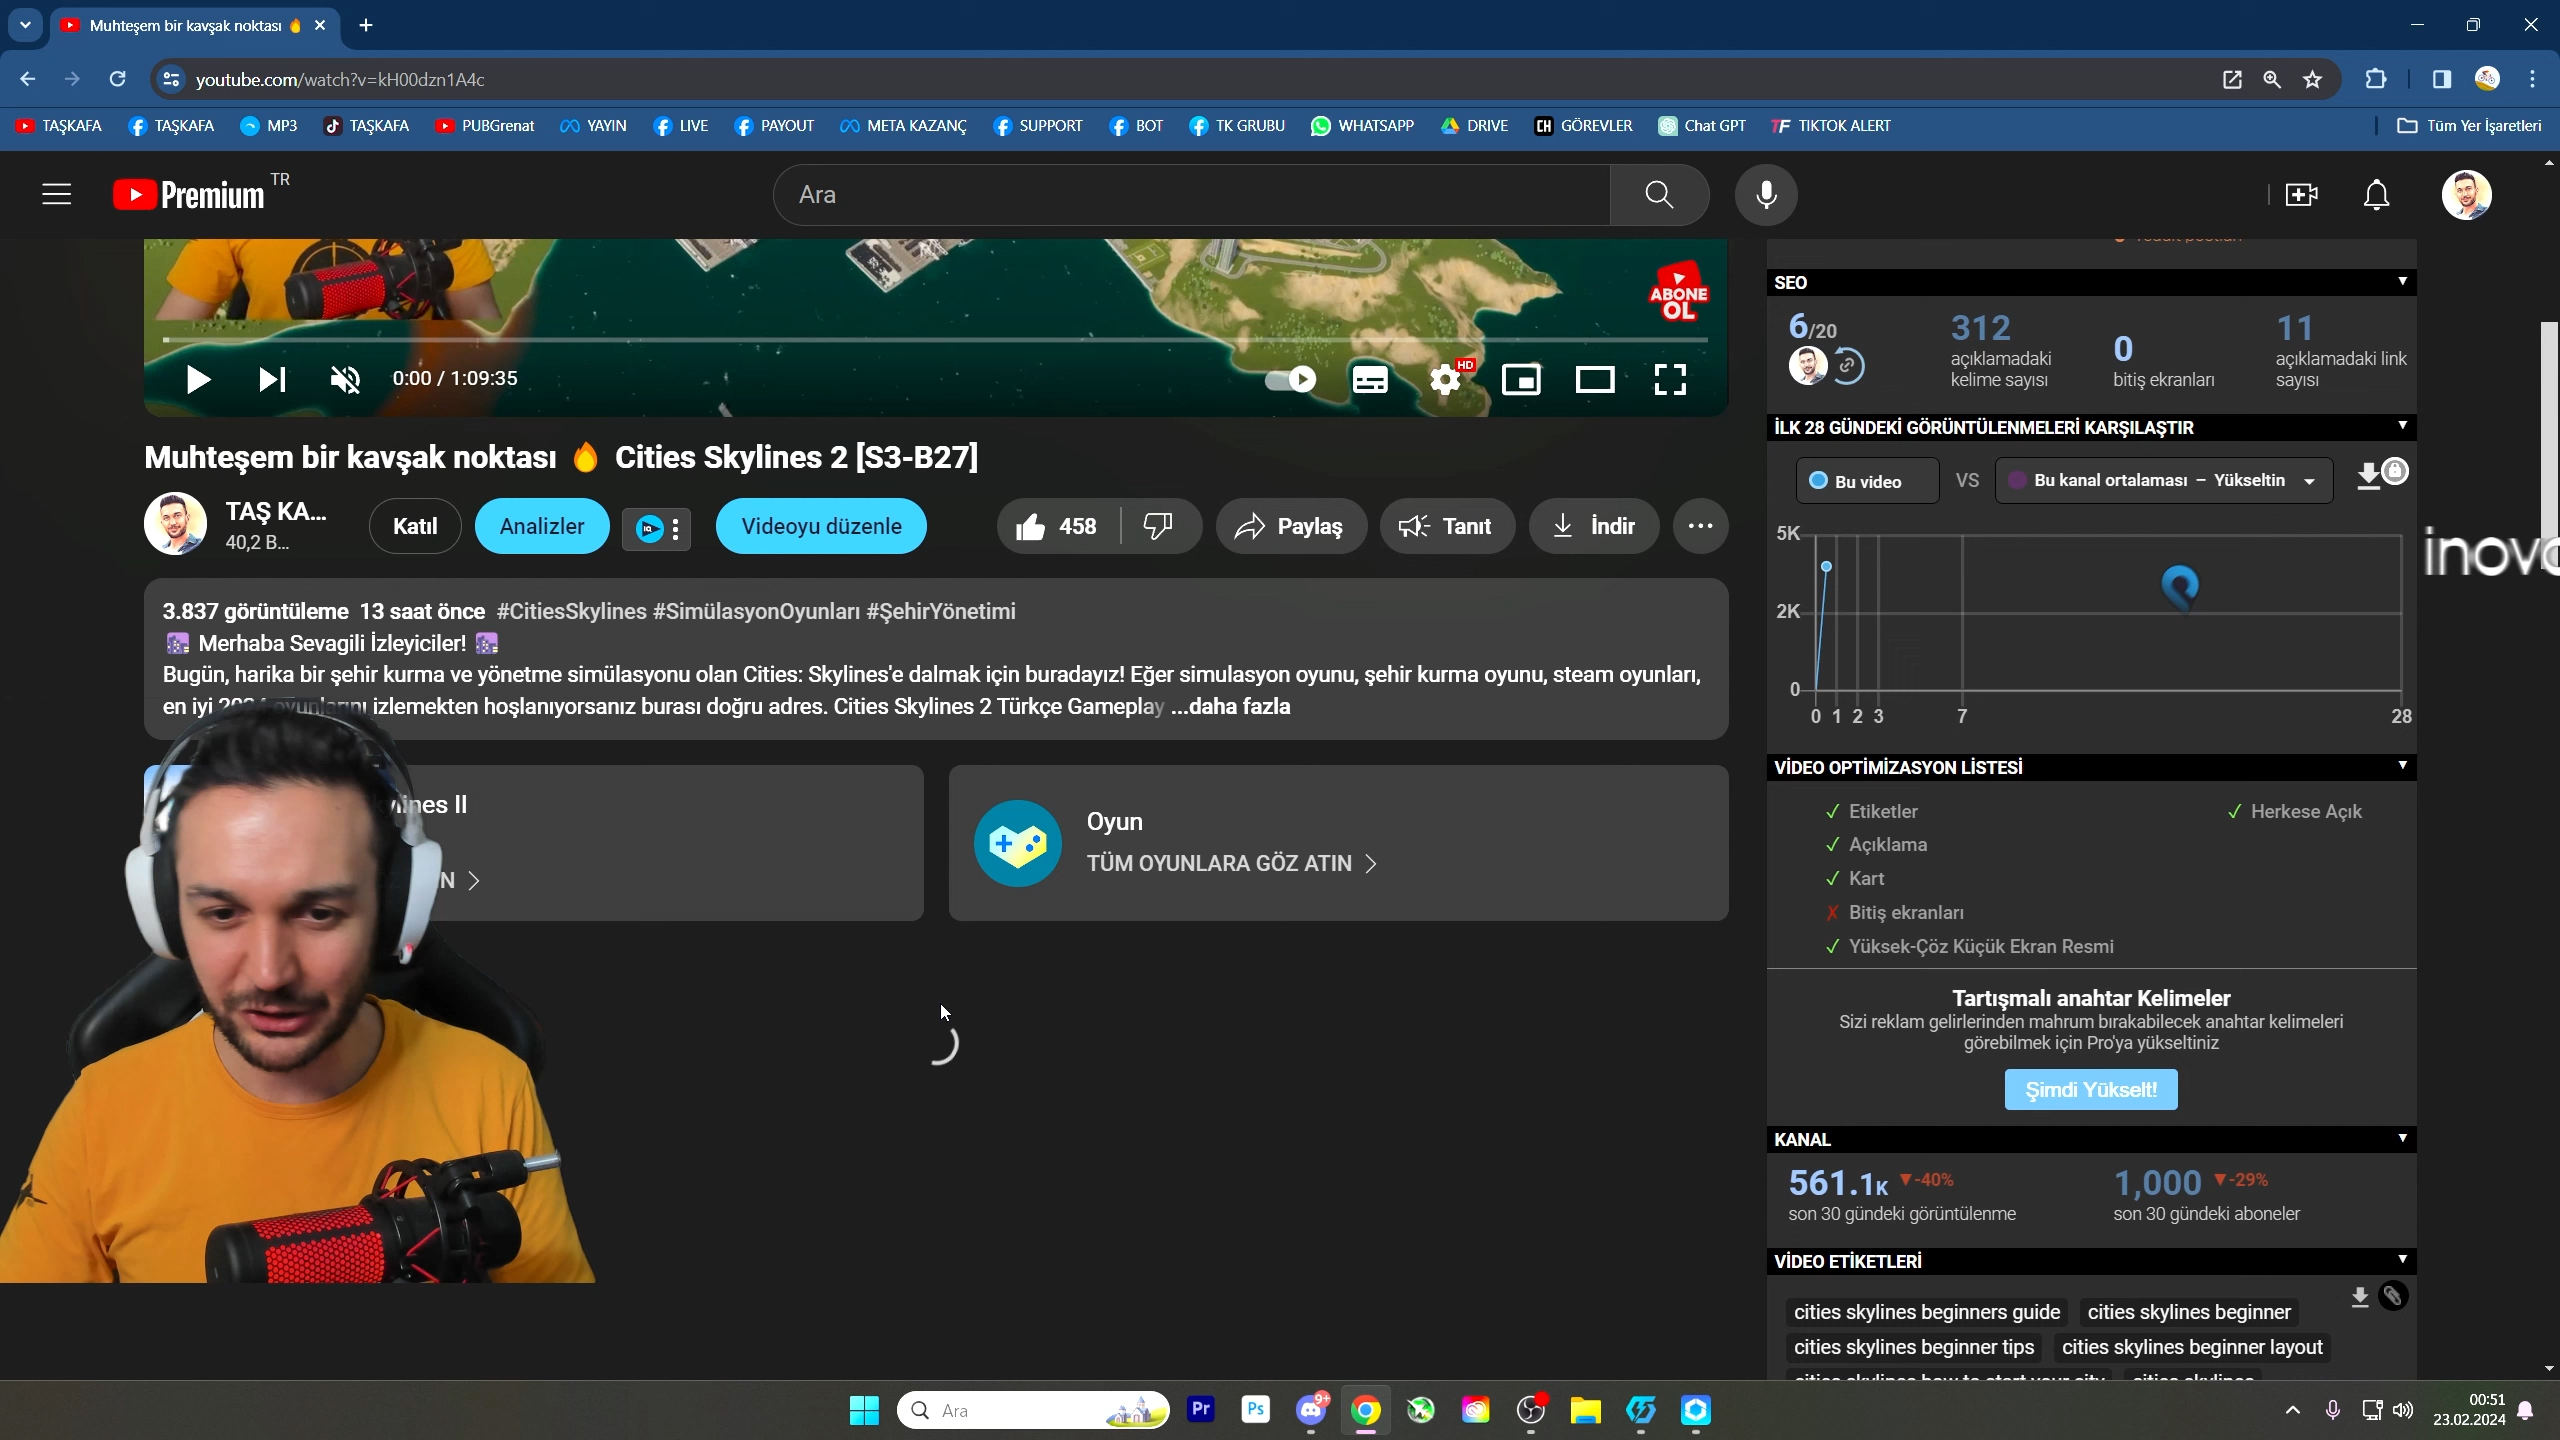 Muhteşem bir kavşak noktası 🔥
youtube.com/watch?v=kH00dzn1A4c
TAŞKAFA TAŞKAFA MP3 TAŞKAFA PUBGrenat YAYIN LIVE PAYOUT META KAZANÇ SUPPORT BOT TK GRUBU WHATSAPP DRIVE GÖREVLER Chat GPT TIKTOK ALERT Tüm Yer İşaretleri
Premium TR
Ara
ABONE OL
0:00 / 1:09:35
HD
Muhteşem bir kavşak noktası 🔥 Cities Skylines 2 [S3-B27]
TAŞ KA...
40,2 B...
Katıl
Analizler
Videoyu düzenle
458
Paylaş
Tanıt
İndir
3.837 görüntüleme 13 saat önce #CitiesSkylines #SimülasyonOyunları #ŞehirYönetimi
Merhaba Sevagili İzleyiciler!
Bugün, harika bir şehir kurma ve yönetme simülasyonu olan Cities: Skylines'e dalmak için buradayız! Eğer simulasyon oyunu, şehir kurma oyunu, steam oyunları,
en iyi oyunlarını izlemekten hoşlanıyorsanız burası doğru adres. Cities Skylines 2 Türkçe Gameplay ...daha fazla
Oyun
TÜM OYUNLARA GÖZ ATIN
SEO
6/20
312
açıklamadaki kelime sayısı
0
bitiş ekranları
11
açıklamadaki link sayısı
İLK 28 GÜNDEKİ GÖRÜNTÜLENMELERİ KARŞILAŞTIR
Bu video VS Bu kanal ortalaması – Yükseltin
5K
2K
0
0 1 2 3 7 28
VİDEO OPTİMİZASYON LİSTESİ
✓ Etiketler
✓ Herkese Açık
✓ Açıklama
✓ Kart
✗ Bitiş ekranları
✓ Yüksek-Çöz Küçük Ekran Resmi
Tartışmalı anahtar Kelimeler
Sizi reklam gelirlerinden mahrum bırakabilecek anahtar kelimeleri
görebilmek için Pro'ya yükseltiniz
Şimdi Yükselt!
KANAL
561.1K ▼-40%
son 30 gündeki görüntülenme
1,000 ▼-29%
son 30 gündeki aboneler
VİDEO ETİKETLERİ
cities skylines beginners guide cities skylines beginner
cities skylines beginner tips cities skylines beginner layout
Ara
Pr
Ps
9+
00:51
23.02.2024